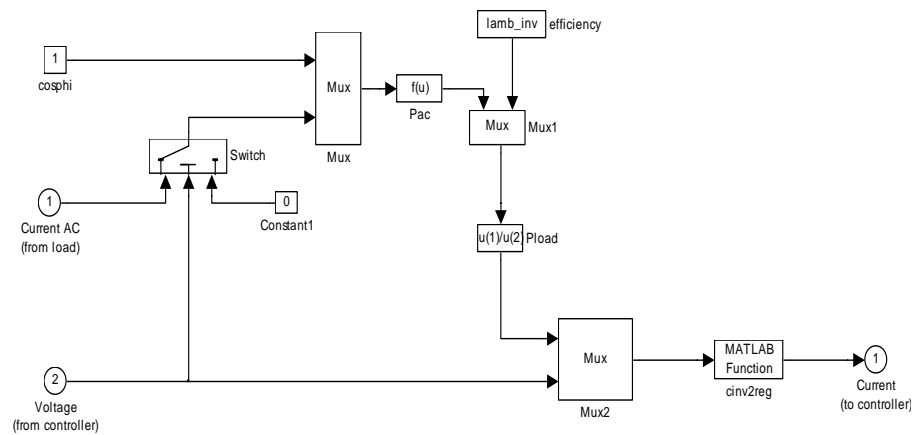 lamb_inv
efficiency
1
cosphi
Mux
Mux
f(u)
Pac
Mux
Mux1
Switch
1
Current AC
(from load)
0
Constant1
u(1)/u(2)
Pload
2
Voltage
(from controller)
Mux
Mux2
MATLAB
Function
cinv2reg
1
Current
(to controller)